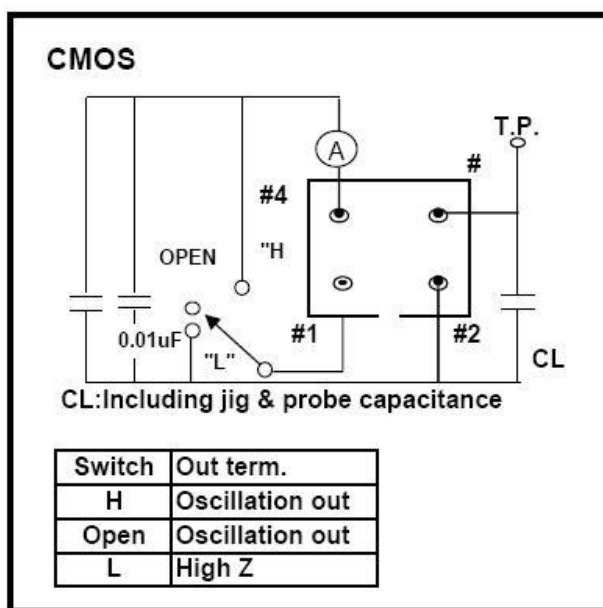 CMOS
T.P.
A
#
#4
OPEN
"H
0.01uF
"L"
#1
#2
CL
CL:Including jig & probe capacitance
Switch Out term.
H Oscillation out
Open Oscillation out
L High Z